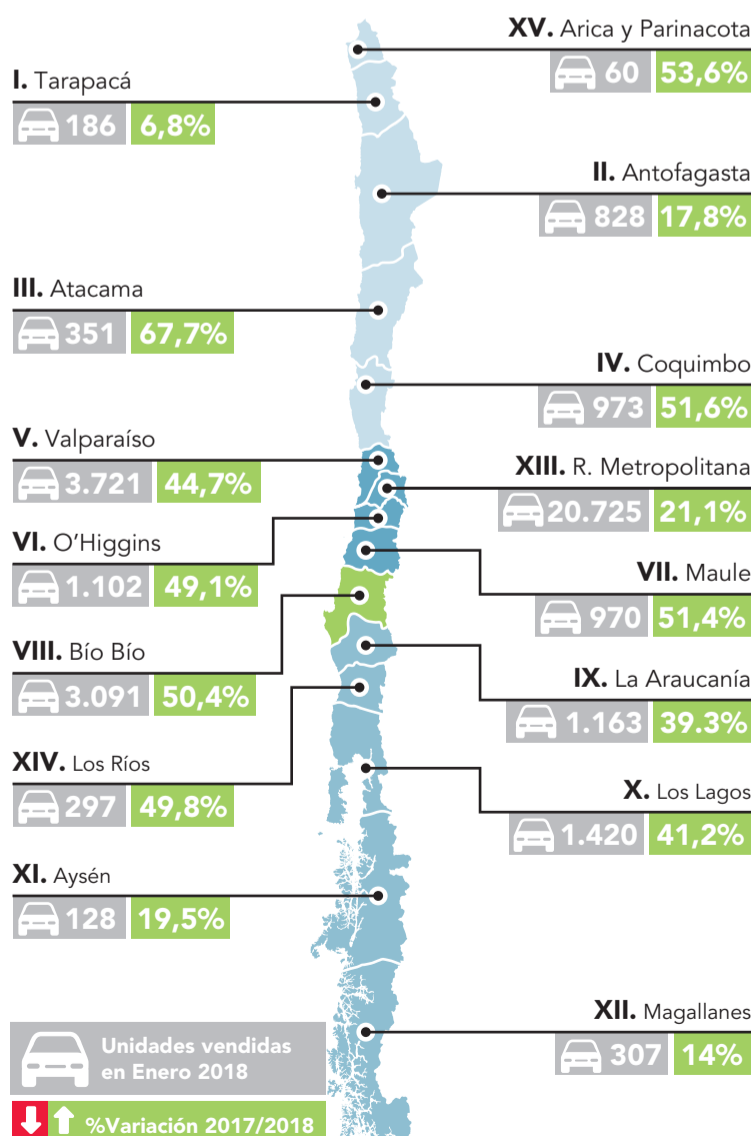 XV. Arica y Parinacota
60 53,6%
I. Tarapacá
186 6,8%
II. Antofagasta
828 17,8%
III. Atacama
351 67,7%
IV. Coquimbo
973 51,6%
V. Valparaíso
3.721 44,7%
XIII. R. Metropolitana
20.725 21,1%
VI. O'Higgins
1.102 49,1%
VII. Maule
970 51,4%
VIII. Bío Bío
3.091 50,4%
IX. La Araucanía
1.163 39.3%
XIV. Los Ríos
297 49,8%
X. Los Lagos
1.420 41,2%
XI. Aysén
128 19,5%
XII. Magallanes
307 14%
Unidades vendidas
en Enero 2018
%Variación 2017/2018